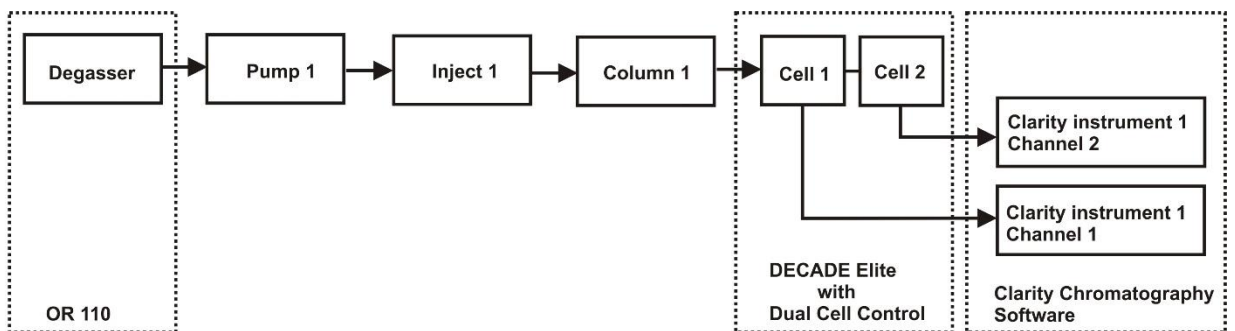 Degasser
Pump 1
Inject 1
Column 1
Cell 1
Cell 2
Clarity instrument 1
Channel 2
Clarity instrument 1
Channel 1
OR 110
DECADE Elite
with
Dual Cell Control
Clarity Chromatography
Software